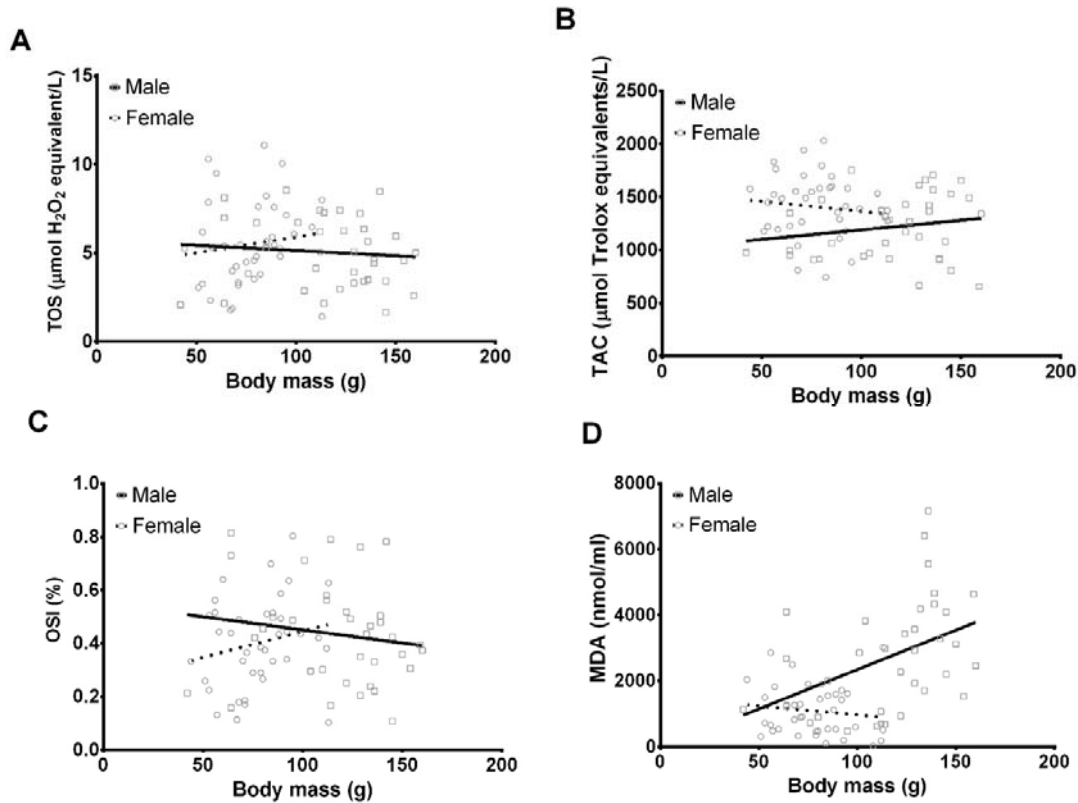 A
TOS (µmol H₂O₂ equivalent/L)
15
10
5
0
Male
Female
0
50
100
150
200
Body mass (g)
B
TAC (µmol Trolox equivalents/L)
2500
2000
1500
1000
500
0
Male
Female
0
50
100
150
200
Body mass (g)
C
OSI (%)
1.0
0.8
0.6
0.4
0.2
0.0
Male
Female
0
50
100
150
200
Body mass (g)
D
MDA (nmol/ml)
8000
6000
4000
2000
0
Male
Female
0
50
100
150
200
Body mass (g)